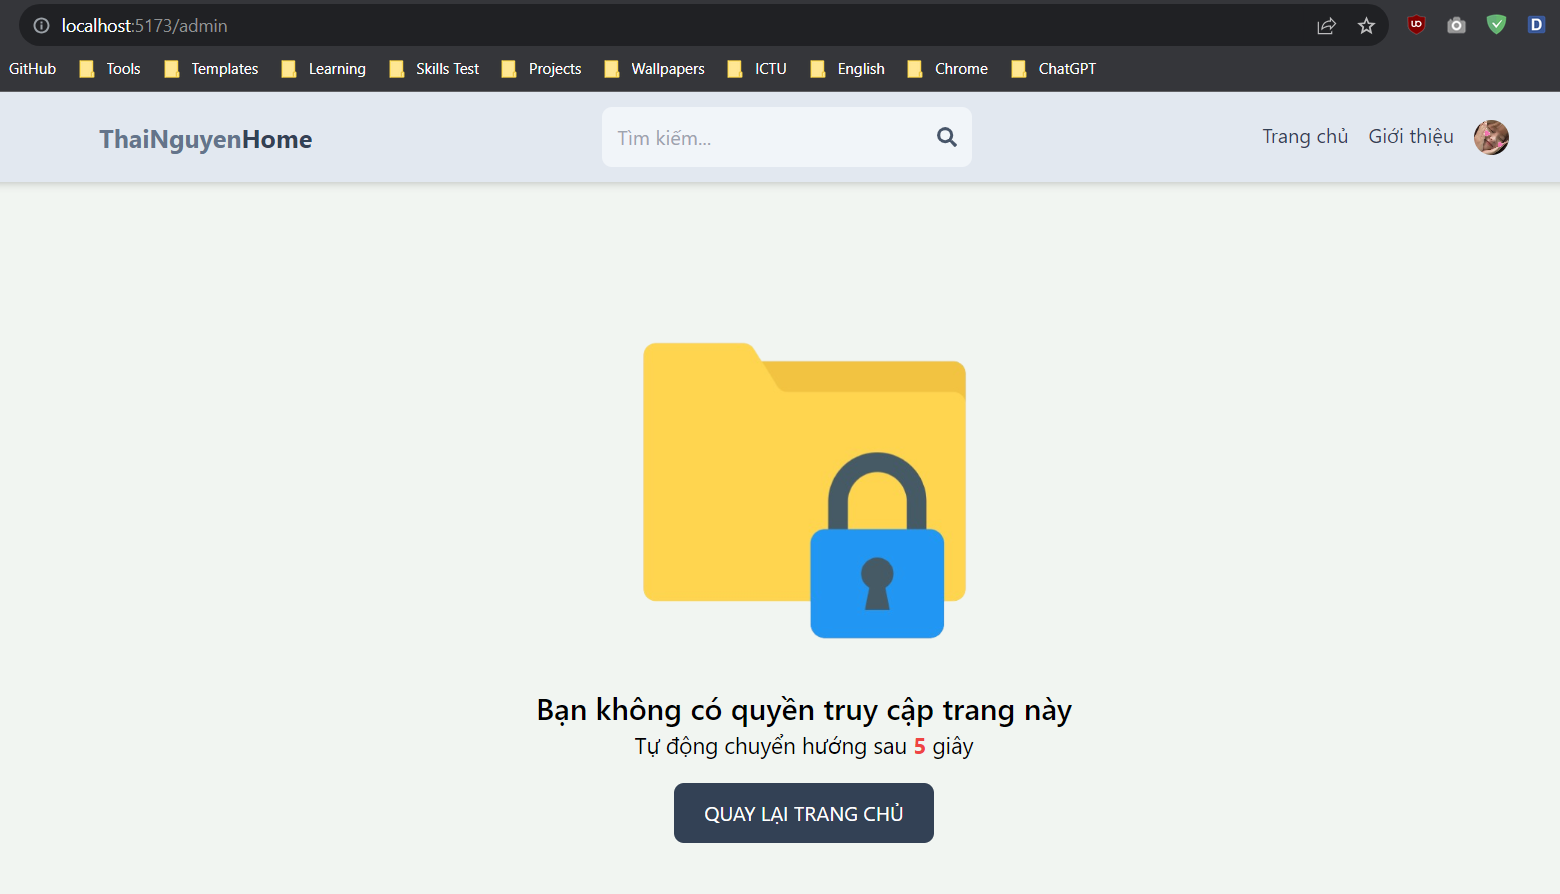 localhost:5173/admin
GitHub Tools Templates Learning Skills Test Projects Wallpapers ICTU English Chrome ChatGPT
ThaiNguyenHome Tìm kiếm... Trang chủ Giới thiệu
Bạn không có quyền truy cập trang này
Tự động chuyển hướng sau 5 giây
QUAY LẠI TRANG CHỦ